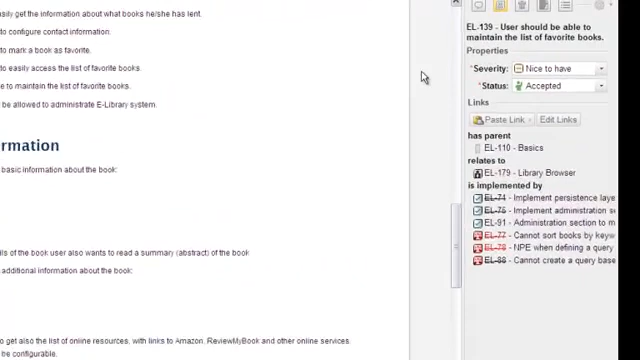 asily get the information about what books he/she has lent.
to configure contact information.
to mark a book as favorite.
to easily access the list of favorite books.
e to maintain the list of favorite books.
be allowed to administrate E-Library system.
rmation
basic information about the book:
ils of the book user also wants to read a summary (abstract) of the book
additional information about the book:
to get also the list of online resources, with links to Amazon, ReviewMyBook and other online services.
be configurable.
EL-139 - User should be able to
maintain the list of favorite books.
Properties
*Severity: Nice to have
*Status: Accepted
Links
Paste Link Edit Links
has parent
EL-110 - Basics
relates to
EL-179 - Library Browser
is implemented by
EL-74 - Implement persistence laye
EL-75 - Implement administration s
EL-91 - Administration section to m
EL-77 - Cannot sort books by keyw
EL-78 - NPE when defining a query
EL-88 - Cannot create a query base